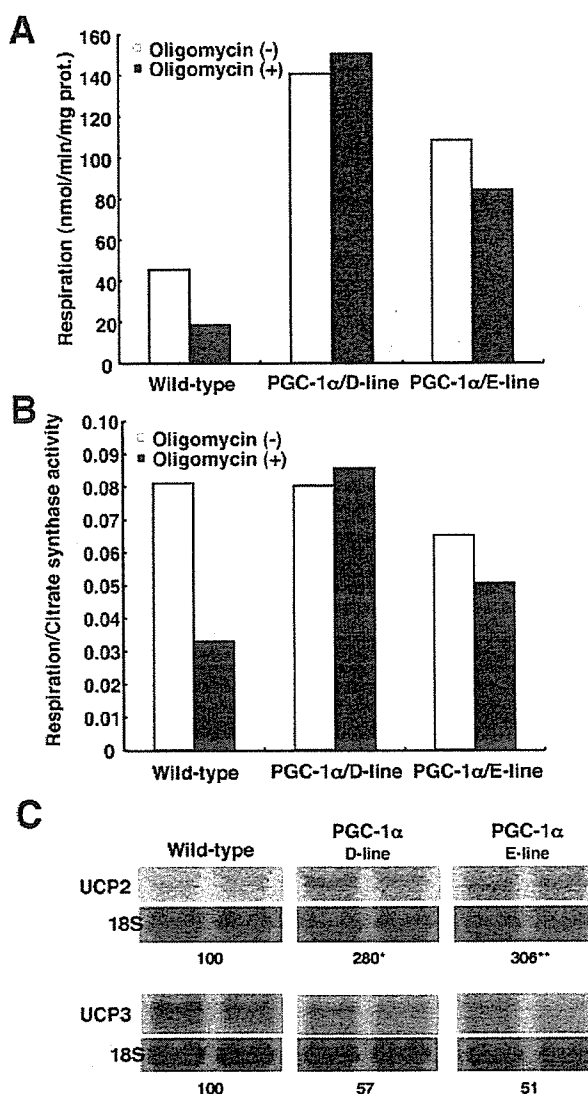 A
Respiration (nmol/min/mg prot.)
160
140
120
100
80
60
40
20
0
Oligomycin (-)
Oligomycin (+)
Wild-type PGC-1α/D-line PGC-1α/E-line
B
Respiration/Citrate synthase activity
0.10
0.09
0.08
0.07
0.06
0.05
0.04
0.03
0.02
0.01
0
Oligomycin (-)
Oligomycin (+)
Wild-type PGC-1α/D-line PGC-1α/E-line
C
Wild-type PGC-1α D-line PGC-1α E-line
UCP2
18S
100 280* 306**
UCP3
18S
100 57 51